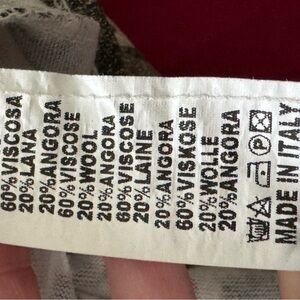 60%VISCOSA
20%LANA
20%ANGORA
60%VISCOSE
20%WOOL
20%ANGORA
60%VISCOSE
20%LAINE
20%ANGORA
60%VISKOSE
20%WOLLE
20%ANGORA
P
MADE IN ITALY